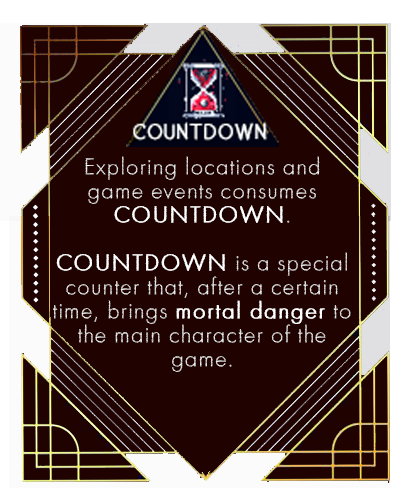 COUNTDOWN
Exploring locations and
game events consumes
COUNTDOWN.
COUNTDOWN is a special
counter that, after a certain
time, brings mortal danger to
the main character of the
game.